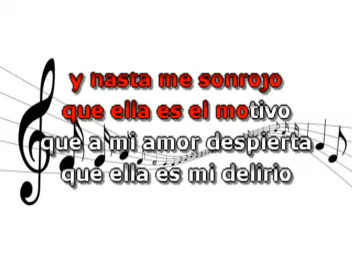 y hasta me sonrojo
que ella es el motivo
que a mi amor despierta
que ella es mi delirio